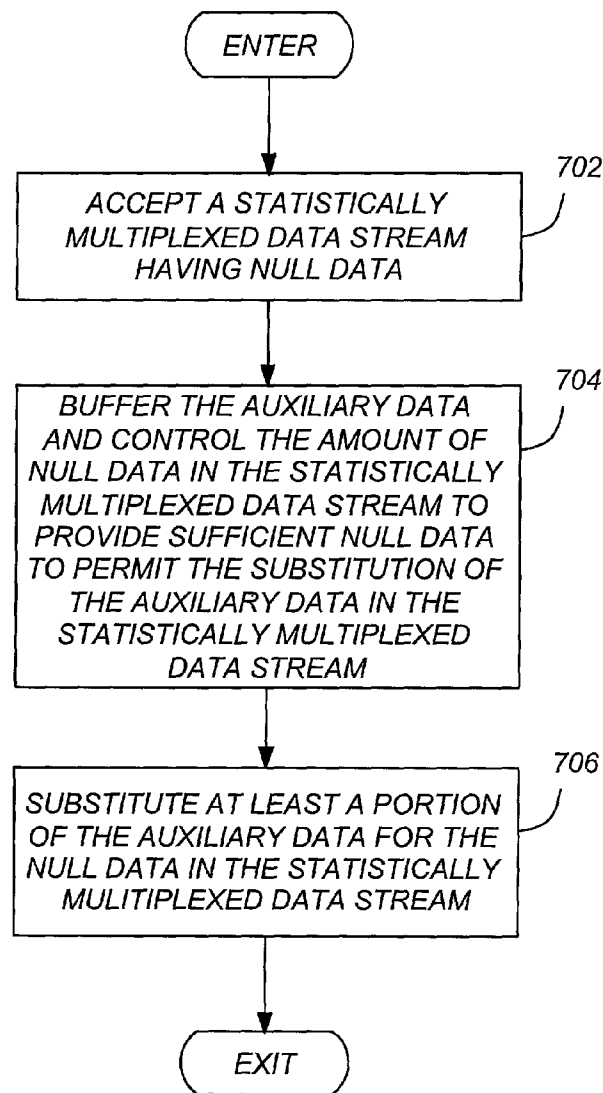 ENTER
702
ACCEPT A STATISTICALLY
MULTIPLEXED DATA STREAM
HAVING NULL DATA
704
BUFFER THE AUXILIARY DATA
AND CONTROL THE AMOUNT OF
NULL DATA IN THE STATISTICALLY
MULTIPLEXED DATA STREAM TO
PROVIDE SUFFICIENT NULL DATA
TO PERMIT THE SUBSTITUTION OF
THE AUXILIARY DATA IN THE
STATISTICALLY MULTIPLEXED
DATA STREAM
706
SUBSTITUTE AT LEAST A PORTION
OF THE AUXILIARY DATA FOR THE
NULL DATA IN THE STATISTICALLY
MULITIPLEXED DATA STREAM
EXIT